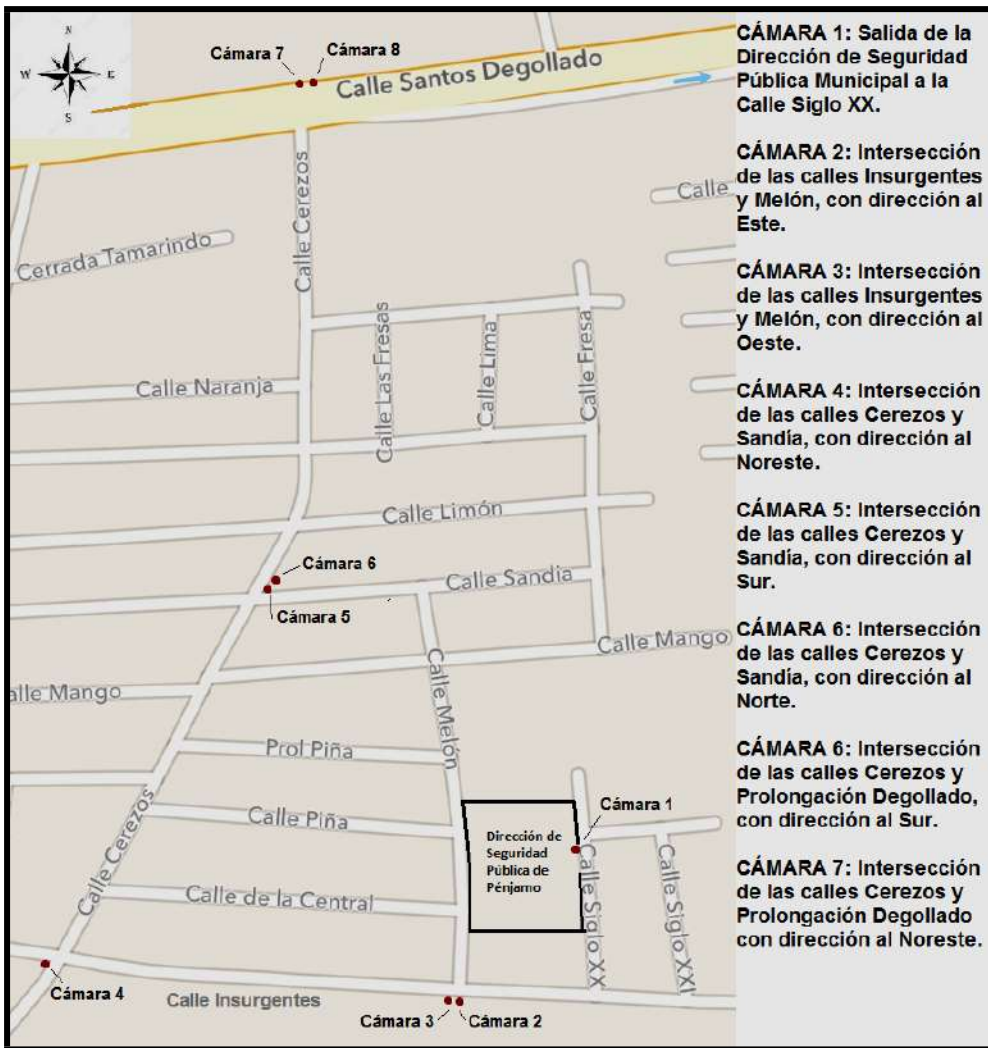 N
W
E
S
Cámara 7
Cámara 8
Calle Santos Degollado
Calle Cerezos
Calle
Cerrada Tamarindo
Calle Naranja
Calle Las Fresas
Calle Lima
Calle Fresa
Calle Limón
Cámara 6
Cámara 5
Calle Sandia
Calle Mango
alle Mango
Calle Melón
Prol Piña
Calle Piña
Calle Cerezos
Calle de la Central
Dirección de
Seguridad
Pública de
Pénjamo
Cámara 1
Calle Siglo XX
Calle Siglo XXI
Cámara 4
Calle Insurgentes
Cámara 3
Cámara 2
CÁMARA 1: Salida de la
Dirección de Seguridad
Pública Municipal a la
Calle Siglo XX.
CÁMARA 2: Intersección
de las calles Insurgentes
y Melón, con dirección al
Este.
CÁMARA 3: Intersección
de las calles Insurgentes
y Melón, con dirección al
Oeste.
CÁMARA 4: Intersección
de las calles Cerezos y
Sandía, con dirección al
Noreste.
CÁMARA 5: Intersección
de las calles Cerezos y
Sandía, con dirección al
Sur.
CÁMARA 6: Intersección
de las calles Cerezos y
Sandía, con dirección al
Norte.
CÁMARA 6: Intersección
de las calles Cerezos y
Prolongación Degollado,
con dirección al Sur.
CÁMARA 7: Intersección
de las calles Cerezos y
Prolongación Degollado
con dirección al Noreste.